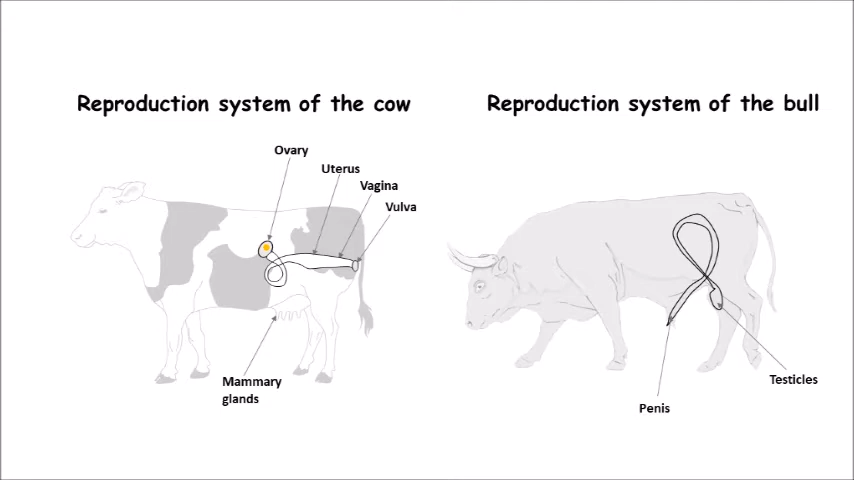 Reproduction system of the cow
Reproduction system of the bull
Ovary
Uterus
Vagina
Vulva
Mammary
glands
Testicles
Penis